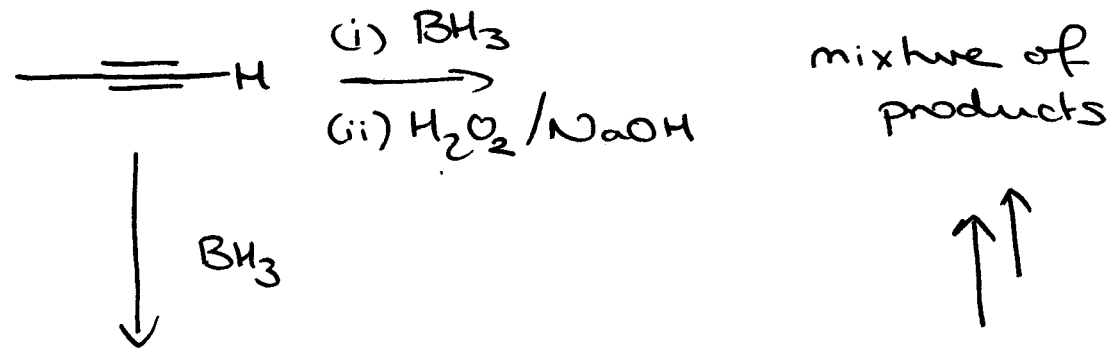 (i) BH₃
H
(ii) H₂O₂/NaOH
mixture of
products
BH₃